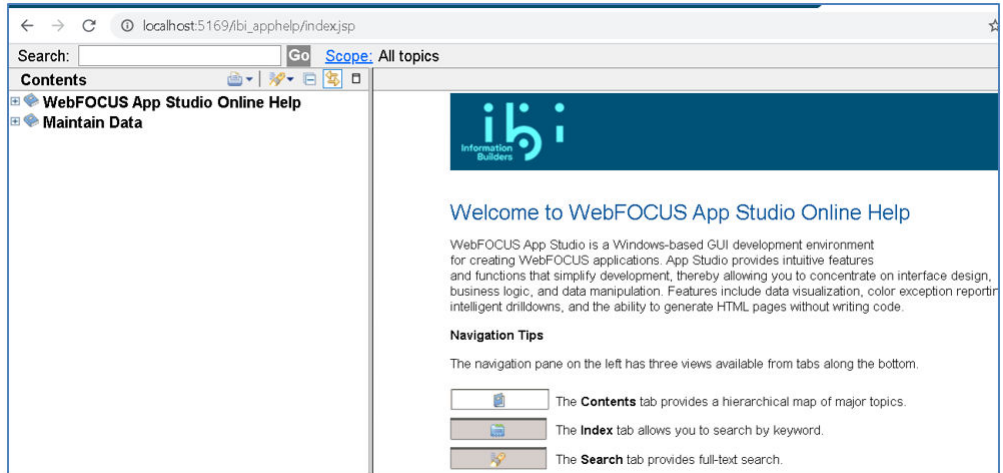 localhost:5169/ibi_apphelp/index.jsp
Search: Go Scope: All topics
Contents
WebFOCUS App Studio Online Help
Maintain Data
ibi
Information
Builders
Welcome to WebFOCUS App Studio Online Help
WebFOCUS App Studio is a Windows-based GUI development environment
for creating WebFOCUS applications. App Studio provides intuitive features
and functions that simplify development, thereby allowing you to concentrate on interface design,
business logic, and data manipulation. Features include data visualization, color exception reportin
intelligent drilldowns, and the ability to generate HTML pages without writing code.
Navigation Tips
The navigation pane on the left has three views available from tabs along the bottom.
The Contents tab provides a hierarchical map of major topics.
The Index tab allows you to search by keyword.
The Search tab provides full-text search.